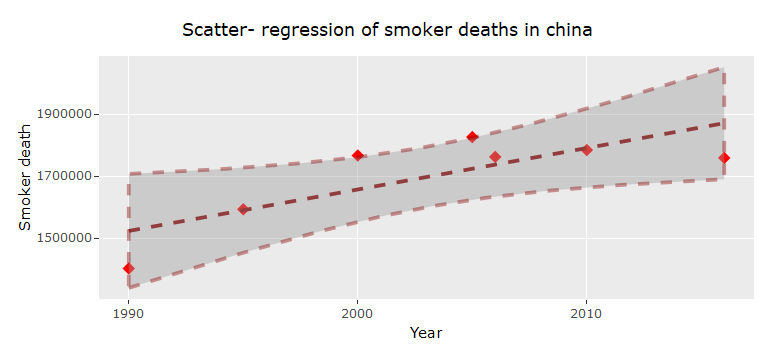 Scatter- regression of smoker deaths in china
1900000
1700000
1500000
Smoker death
1990 2000 2010
Year